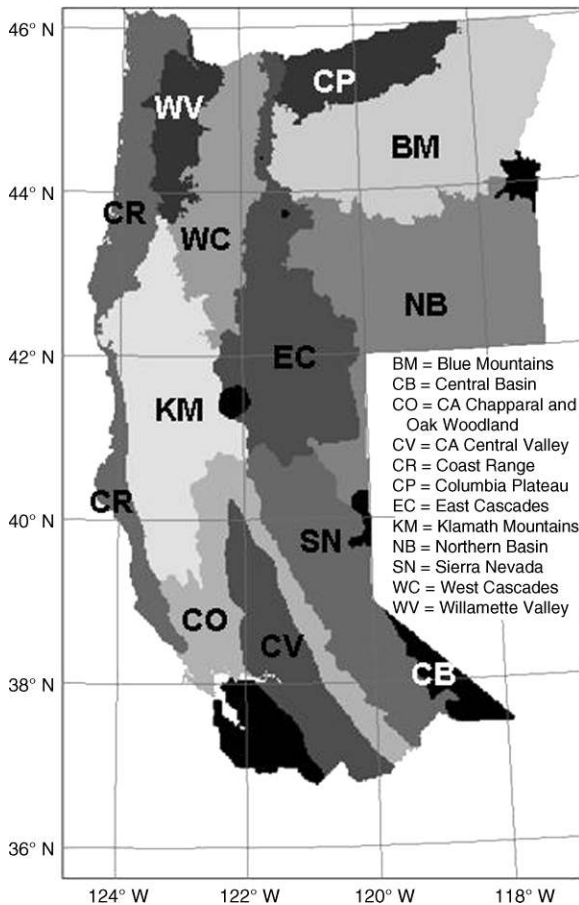 46° N
CP
WV
BM
44° N
CR
WC
NB
42° N
EC
KM
BM = Blue Mountains
CB = Central Basin
CO = CA Chapparal and
Oak Woodland
CV = CA Central Valley
CR = Coast Range
CP = Columbia Plateau
EC = East Cascades
KM = Klamath Mountains
NB = Northern Basin
SN = Sierra Nevada
WC = West Cascades
WV = Willamette Valley
CR
40° N
SN
CO
CV
CB
38° N
36° N
124° W 122° W 120° W 118° W